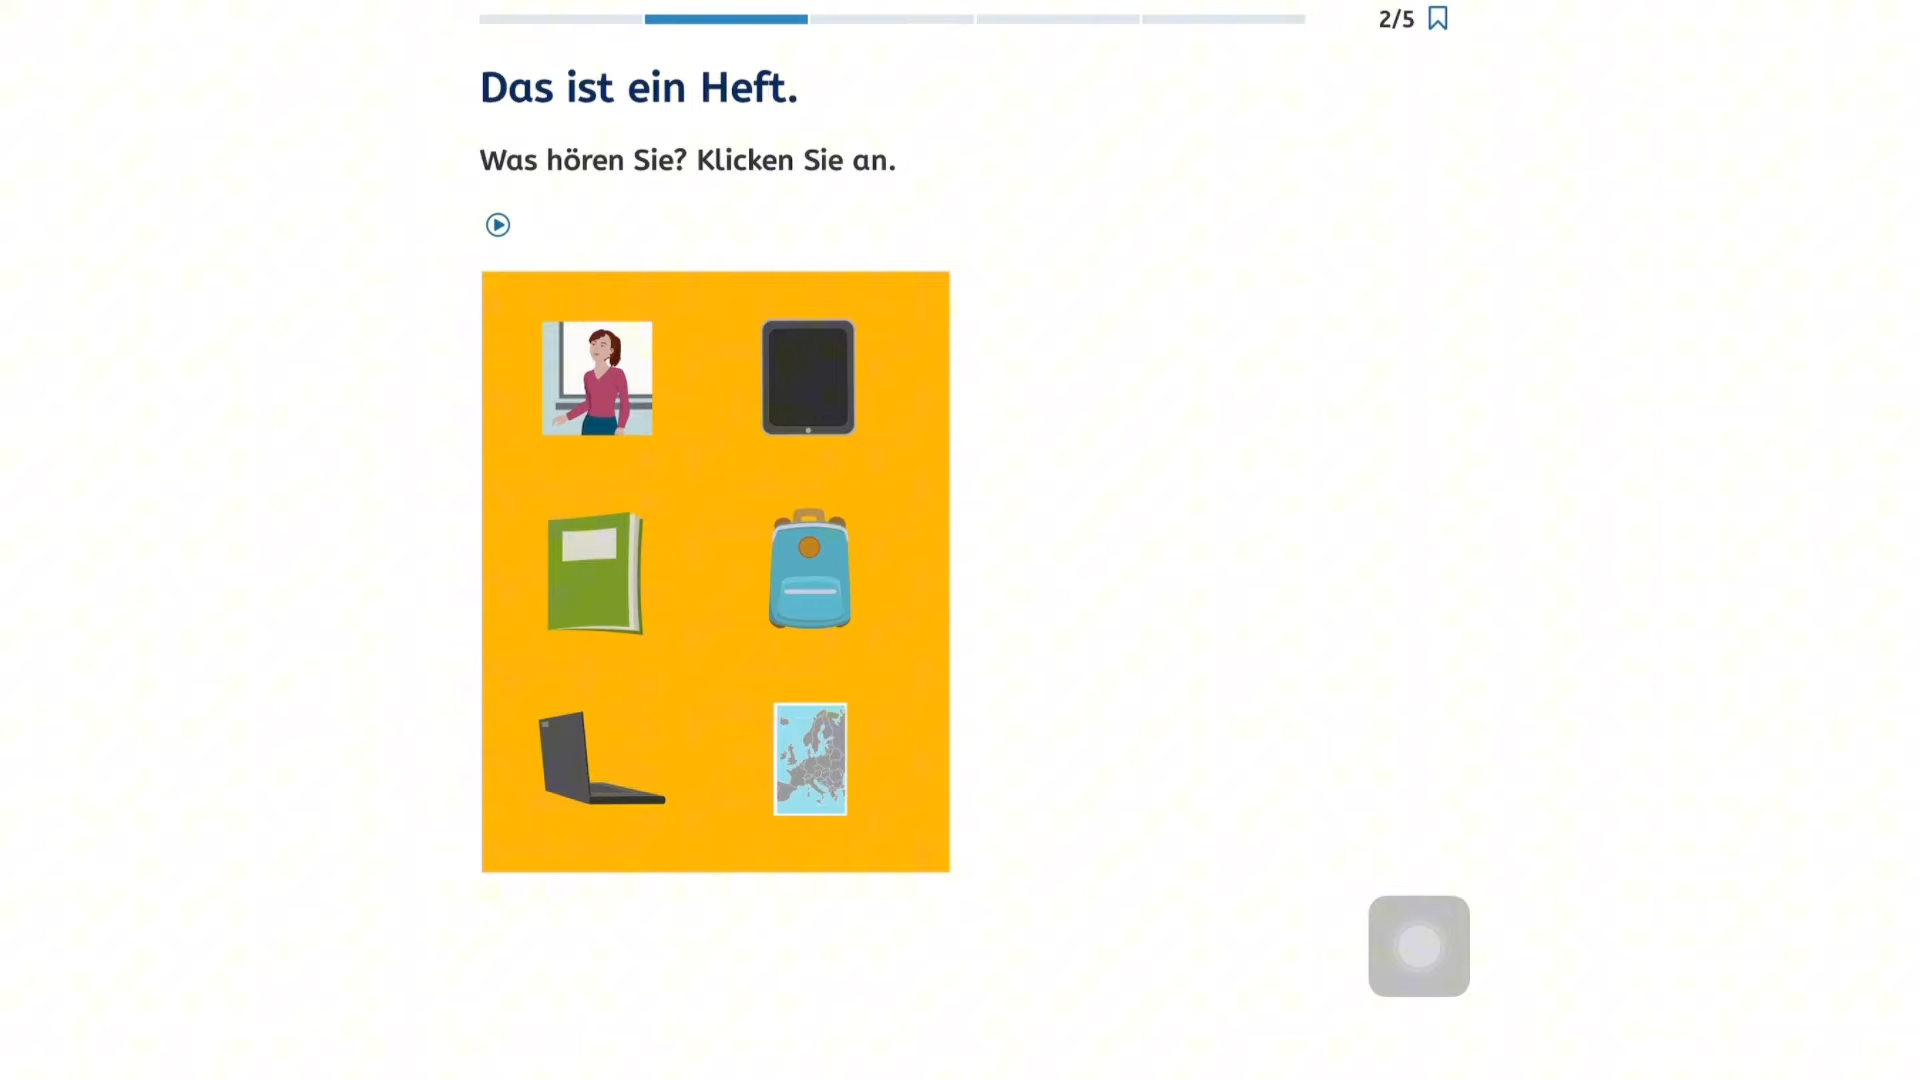 2/5
Das ist ein Heft.
Was hören Sie? Klicken Sie an.